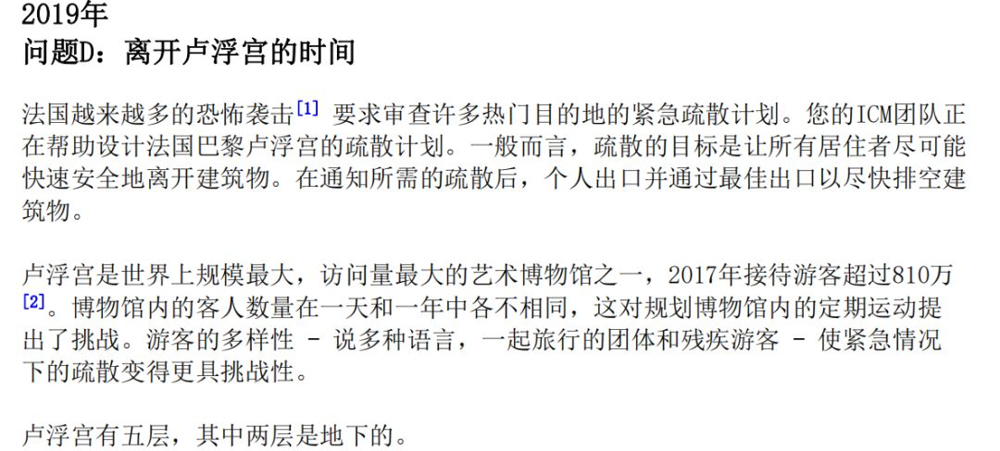 2019年
问题D：离开卢浮宫的时间
法国越来越多的恐怖袭击[1] 要求审查许多热门目的地的紧急疏散计划。您的ICM团队正
在帮助设计法国巴黎卢浮宫的疏散计划。一般而言，疏散的目标是让所有居住者尽可能
快速安全地离开建筑物。在通知所需的疏散后，个人出口并通过最佳出口以尽快排空建
筑物。
卢浮宫是世界上规模最大，访问量最大的艺术博物馆之一，2017年接待游客超过810万
[2]。博物馆内的客人数量在一天和一年中各不相同，这对规划博物馆内的定期运动提
出了挑战。游客的多样性 - 说多种语言，一起旅行的团体和残疾游客 - 使紧急情况
下的疏散变得更具挑战性。
卢浮宫有五层，其中两层是地下的。